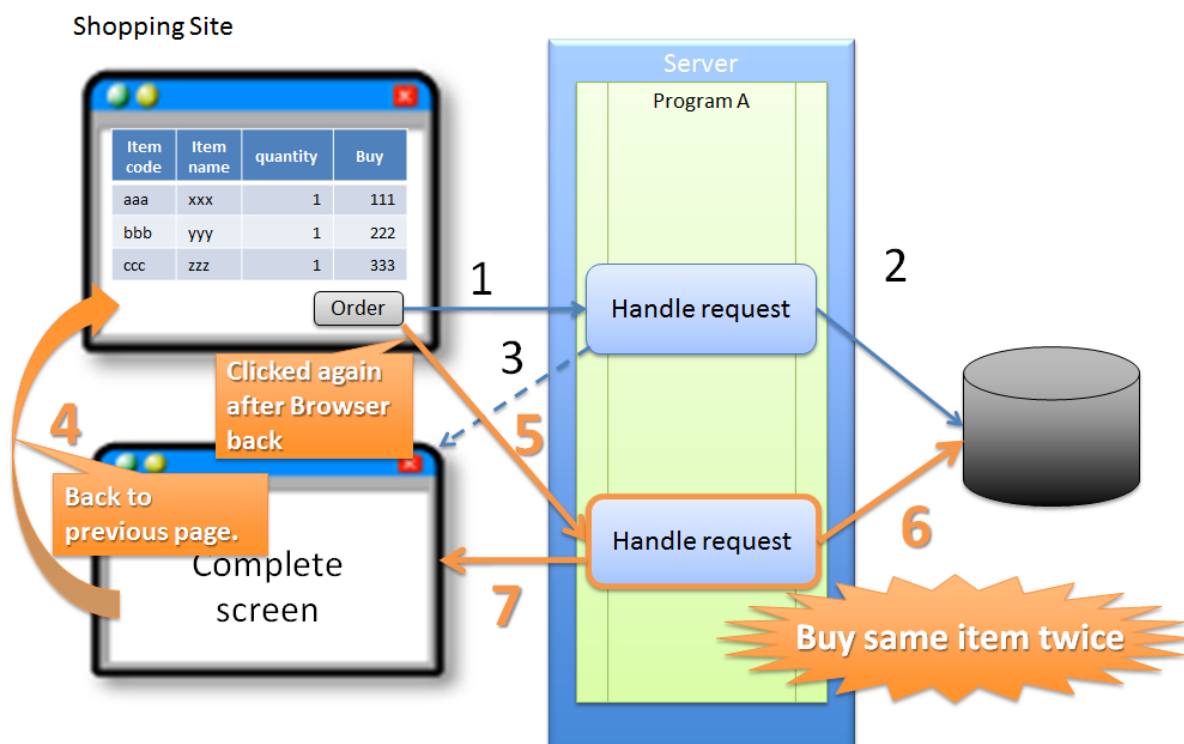 Shopping Site
Server
Program A
Item code
Item name
quantity
Buy
aaa xxx 1 111
bbb yyy 1 222
ccc zzz 1 333
Order
1
Handle request
2
3
Clicked again
after Browser
back
4
5
Back to
previous page.
Complete
screen
Handle request
6
7
Buy same item twice